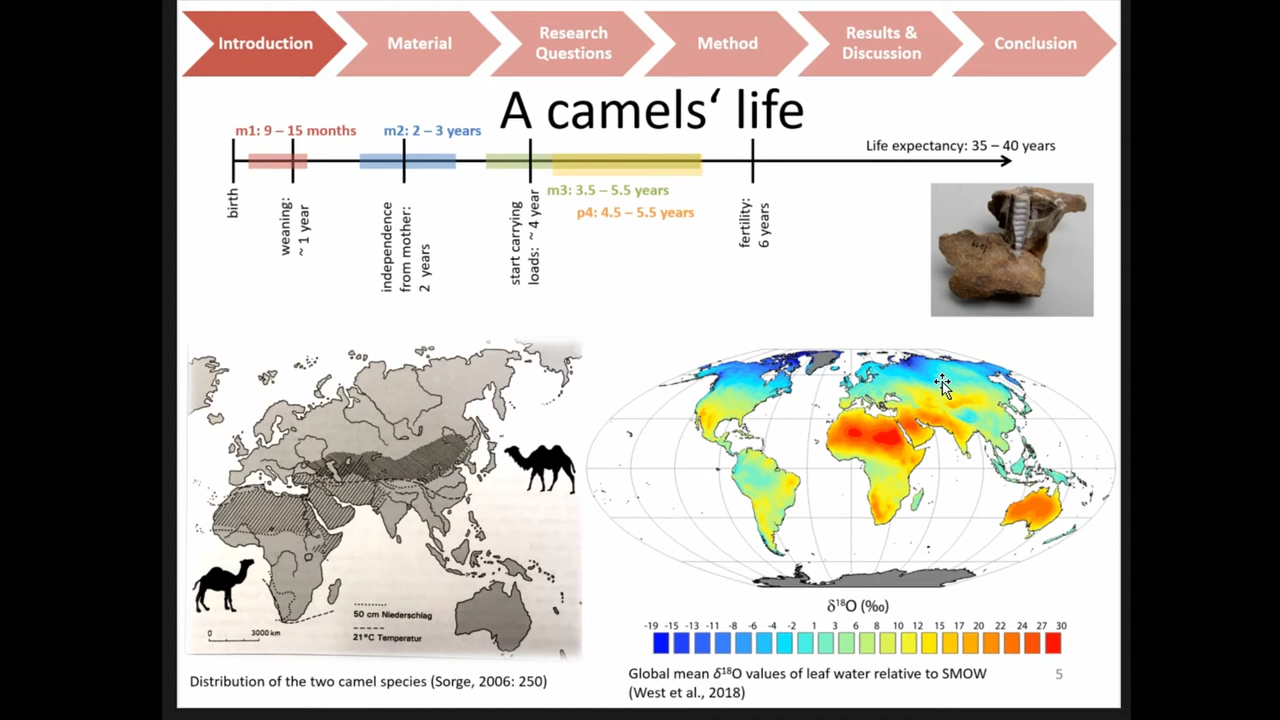 Introduction
Material
Research
Questions
Method
Results &
Discussion
Conclusion
A camels‘ life
m1: 9 – 15 months
m2: 2 – 3 years
Life expectancy: 35 – 40 years
m3: 3.5 – 5.5 years
p4: 4.5 – 5.5 years
birth
weaning:
~ 1 year
independence
from mother:
2 years
start carrying
loads: ~ 4 year
fertility:
6 years
50 cm Niederschlag
21°C Temperatur
0 3000 km
Distribution of the two camel species (Sorge, 2006: 250)
δ¹⁸O (‰)
-19 -15 -13 -11 -8 -6 -4 -2 1 3 6 8 10 12 15 17 20 22 24 27 30
Global mean δ¹⁸O values of leaf water relative to SMOW
(West et al., 2018)
5